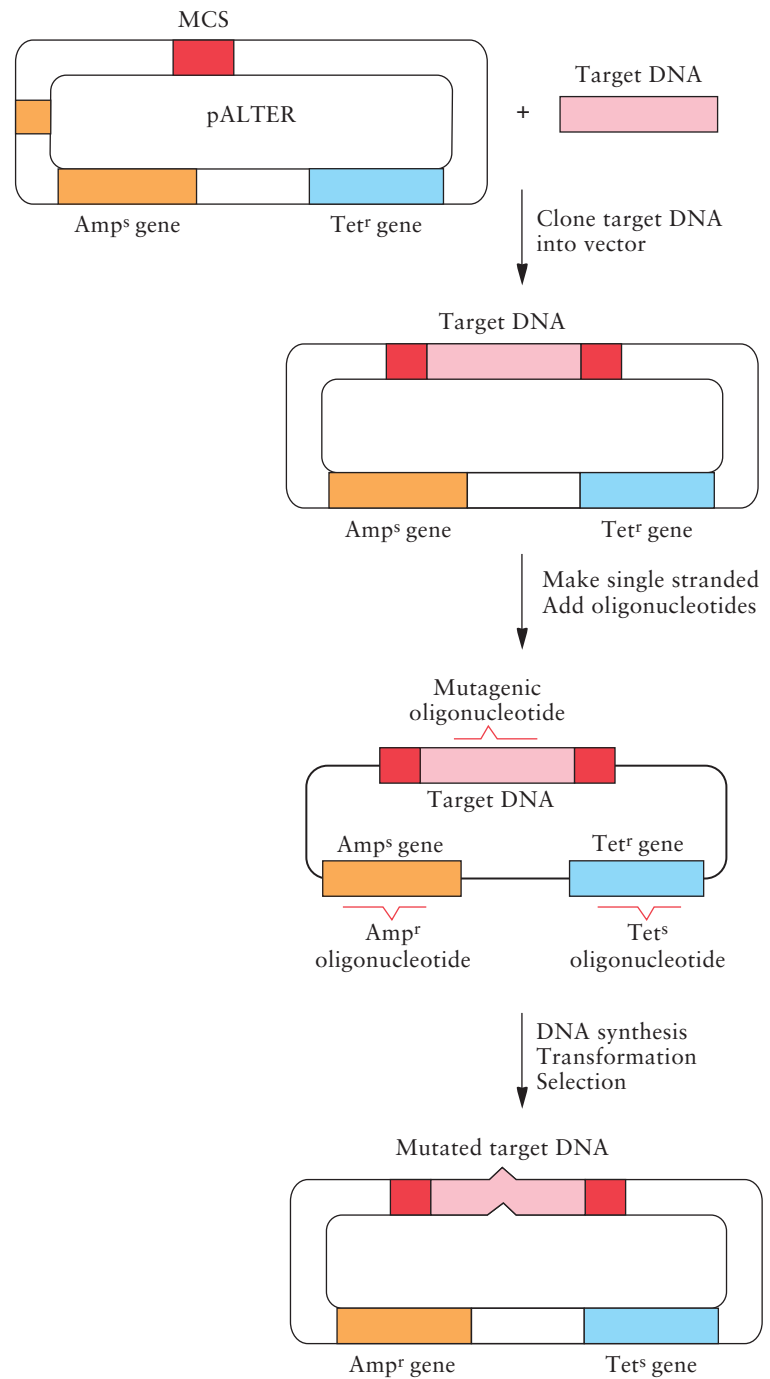 MCS
pALTER
+
Target DNA
Ampˢ gene
Tetʳ gene
Clone target DNA
into vector
Target DNA
Ampˢ gene
Tetʳ gene
Make single stranded
Add oligonucleotides
Mutagenic
oligonucleotide
Target DNA
Ampˢ gene
Tetʳ gene
Ampʳ
oligonucleotide
Tetˢ
oligonucleotide
DNA synthesis
Transformation
Selection
Mutated target DNA
Ampʳ gene
Tetˢ gene